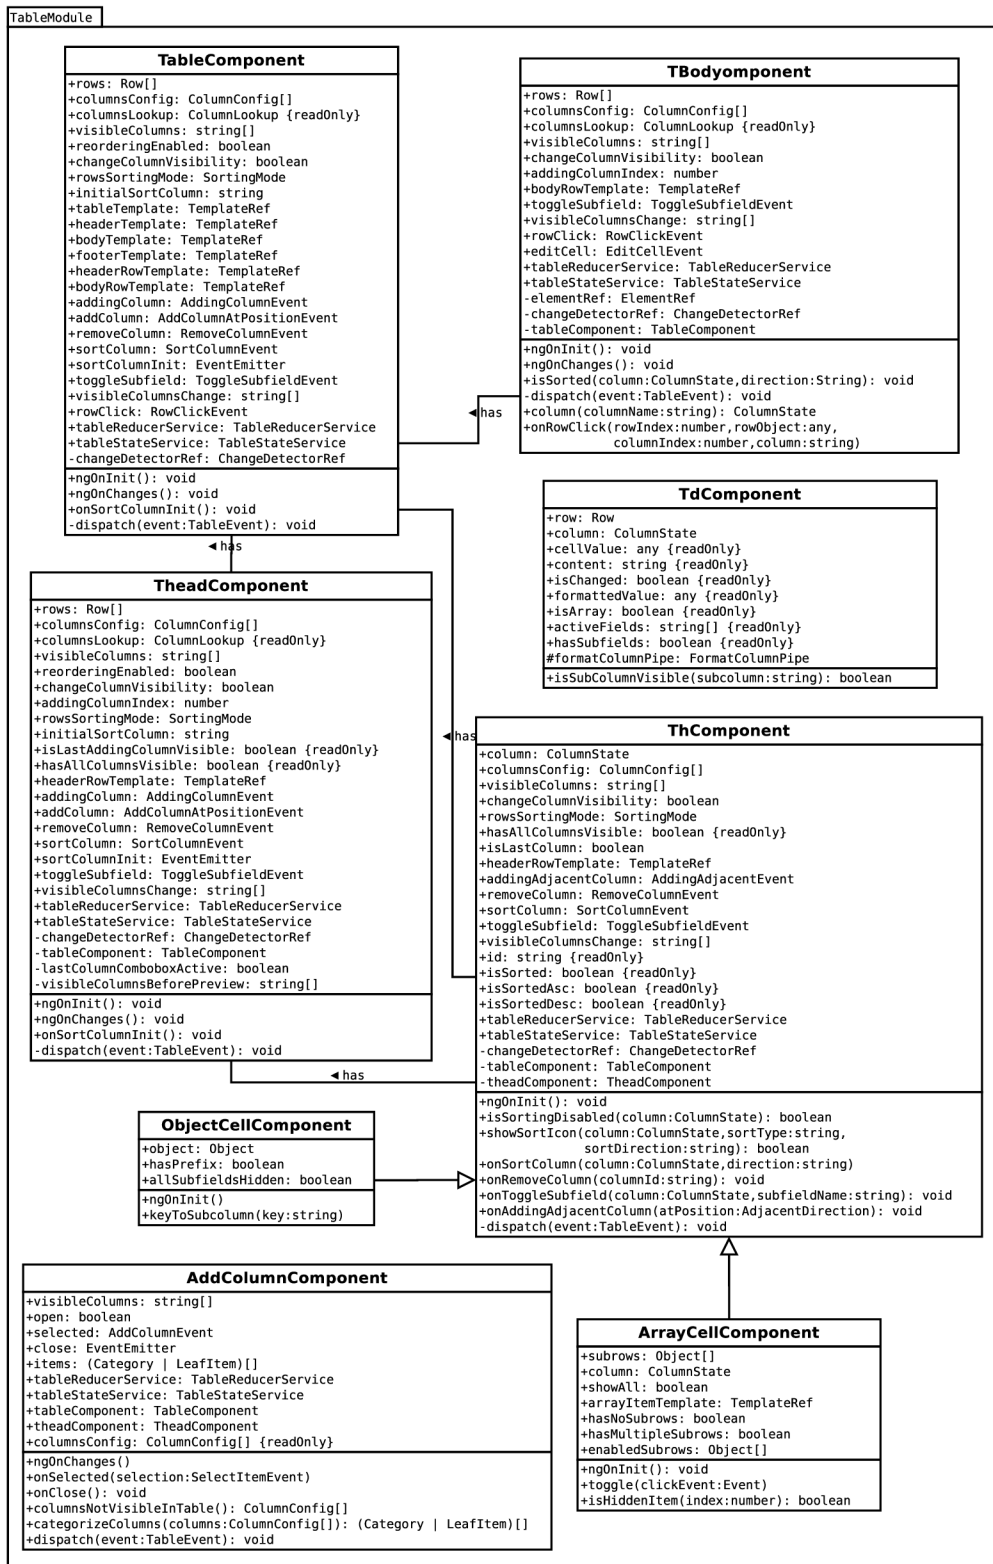 TableModule
TableComponent
+rows: Row[]
+columnsConfig: ColumnConfig[]
+columnsLookup: ColumnLookup {readOnly}
+visibleColumns: string[]
+reorderingEnabled: boolean
+changeColumnVisibility: boolean
+rowsSortingMode: SortingMode
+initialSortColumn: string
+tableTemplate: TemplateRef
+headerTemplate: TemplateRef
+bodyTemplate: TemplateRef
+footerTemplate: TemplateRef
+headerRowTemplate: TemplateRef
+bodyRowTemplate: TemplateRef
+addingColumn: AddingColumnEvent
+addColumn: AddColumnAtPositionEvent
+removeColumn: RemoveColumnEvent
+sortColumn: SortColumnEvent
+sortColumnInit: EventEmitter
+toggleSubfield: ToggleSubfieldEvent
+visibleColumnsChange: string[]
+rowClick: RowClickEvent
+tableReducerService: TableReducerService
+tableStateService: TableStateService
-changeDetectorRef: ChangeDetectorRef
+ngOnInit(): void
+ngOnChanges(): void
+onSortColumnInit(): void
-dispatch(event:TableEvent): void
TBodyomponent
+rows: Row[]
+columnsConfig: ColumnConfig[]
+columnsLookup: ColumnLookup {readOnly}
+visibleColumns: string[]
+changeColumnVisibility: boolean
+addingColumnIndex: number
+bodyRowTemplate: TemplateRef
+toggleSubfield: ToggleSubfieldEvent
+visibleColumnsChange: string[]
+rowClick: RowClickEvent
+editCell: EditCellEvent
+tableReducerService: TableReducerService
+tableStateService: TableStateService
-elementRef: ElementRef
-changeDetectorRef: ChangeDetectorRef
-tableComponent: TableComponent
+ngOnInit(): void
+ngOnChanges(): void
+isSorted(column:ColumnState,direction:String): void
-dispatch(event:TableEvent): void
+column(columnName:string): ColumnState
+onRowClick(rowIndex:number,rowObject:any,
columnIndex:number,column:string)
◄has
TdComponent
+row: Row
+column: ColumnState
+cellValue: any {readOnly}
+content: string {readOnly}
+isChanged: boolean {readOnly}
+formattedValue: any {readOnly}
+isArray: boolean {readOnly}
+activeFields: string[] {readOnly}
+hasSubfields: boolean {readOnly}
#formatColumnPipe: FormatColumnPipe
+isSubColumnVisible(subcolumn:string): boolean
◄ has
TheadComponent
+rows: Row[]
+columnsConfig: ColumnConfig[]
+columnsLookup: ColumnLookup {readOnly}
+visibleColumns: string[]
+reorderingEnabled: boolean
+changeColumnVisibility: boolean
+addingColumnIndex: number
+rowsSortingMode: SortingMode
+initialSortColumn: string
+isLastAddingColumnVisible: boolean {readOnly}
+hasAllColumnsVisible: boolean {readOnly}
+headerRowTemplate: TemplateRef
+addingColumn: AddingColumnEvent
+addColumn: AddColumnAtPositionEvent
+removeColumn: RemoveColumnEvent
+sortColumn: SortColumnEvent
+sortColumnInit: EventEmitter
+toggleSubfield: ToggleSubfieldEvent
+visibleColumnsChange: string[]
+tableReducerService: TableReducerService
+tableStateService: TableStateService
-changeDetectorRef: ChangeDetectorRef
-tableComponent: TableComponent
-lastColumnComboboxActive: boolean
-visibleColumnsBeforePreview: string[]
+ngOnInit(): void
+ngOnChanges(): void
+onSortColumnInit(): void
-dispatch(event:TableEvent): void
◄has
ThComponent
+column: ColumnState
+columnsConfig: ColumnConfig[]
+visibleColumns: string[]
+changeColumnVisibility: boolean
+rowsSortingMode: SortingMode
+hasAllColumnsVisible: boolean {readOnly}
+isLastColumn: boolean
+headerRowTemplate: TemplateRef
+addingAdjacentColumn: AddingAdjacentEvent
+removeColumn: RemoveColumnEvent
+sortColumn: SortColumnEvent
+toggleSubfield: ToggleSubfieldEvent
+visibleColumnsChange: string[]
+id: string {readOnly}
+isSorted: boolean {readOnly}
+isSortedAsc: boolean {readOnly}
+isSortedDesc: boolean {readOnly}
+tableReducerService: TableReducerService
+tableStateService: TableStateService
-changeDetectorRef: ChangeDetectorRef
-tableComponent: TableComponent
-theadComponent: TheadComponent
+ngOnInit(): void
+isSortingDisabled(column:ColumnState): boolean
+showSortIcon(column:ColumnState,sortType:string,
sortDirection:string): boolean
+onSortColumn(column:ColumnState,direction:string)
+onRemoveColumn(columnId:string): void
+onToggleSubfield(column:ColumnState,subfieldName:string): void
+onAddingAdjacentColumn(atPosition:AdjacentDirection): void
-dispatch(event:TableEvent): void
◄ has
ObjectCellComponent
+object: Object
+hasPrefix: boolean
+allSubfieldsHidden: boolean
+ngOnInit()
+keyToSubcolumn(key:string)
AddColumnComponent
+visibleColumns: string[]
+open: boolean
+selected: AddColumnEvent
+close: EventEmitter
+items: (Category | LeafItem)[]
+tableReducerService: TableReducerService
+tableStateService: TableStateService
+tableComponent: TableComponent
+theadComponent: TheadComponent
+columnsConfig: ColumnConfig[] {readOnly}
+ngOnChanges()
+onSelected(selection:SelectItemEvent)
+onClose(): void
+columnsNotVisibleInTable(): ColumnConfig[]
+categorizeColumns(columns:ColumnConfig[]): (Category | LeafItem)[]
+dispatch(event:TableEvent): void
ArrayCellComponent
+subrows: Object[]
+column: ColumnState
+showAll: boolean
+arrayItemTemplate: TemplateRef
+hasNoSubrows: boolean
+hasMultipleSubrows: boolean
+enabledSubrows: Object[]
+ngOnInit(): void
+toggle(clickEvent:Event)
+isHiddenItem(index:number): boolean